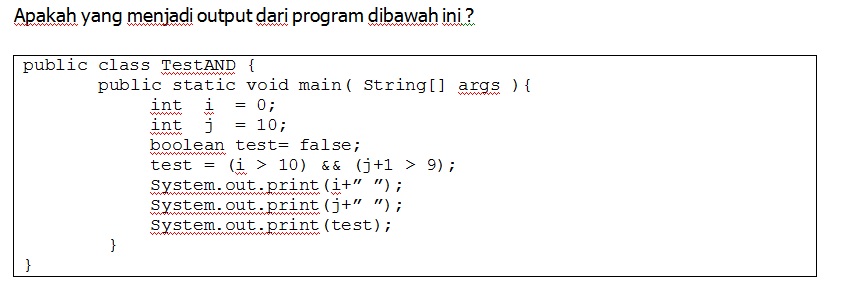 Apakah yang menjadi output dari program dibawah ini ?
public class TestAND {
public static void main( String[] args ){
int i = 0;
int j = 10;
boolean test= false;
test = (i > 10) && (j+1 > 9);
System.out.print(i+” ”);
System.out.print(j+” ”);
System.out.print(test);
}
}